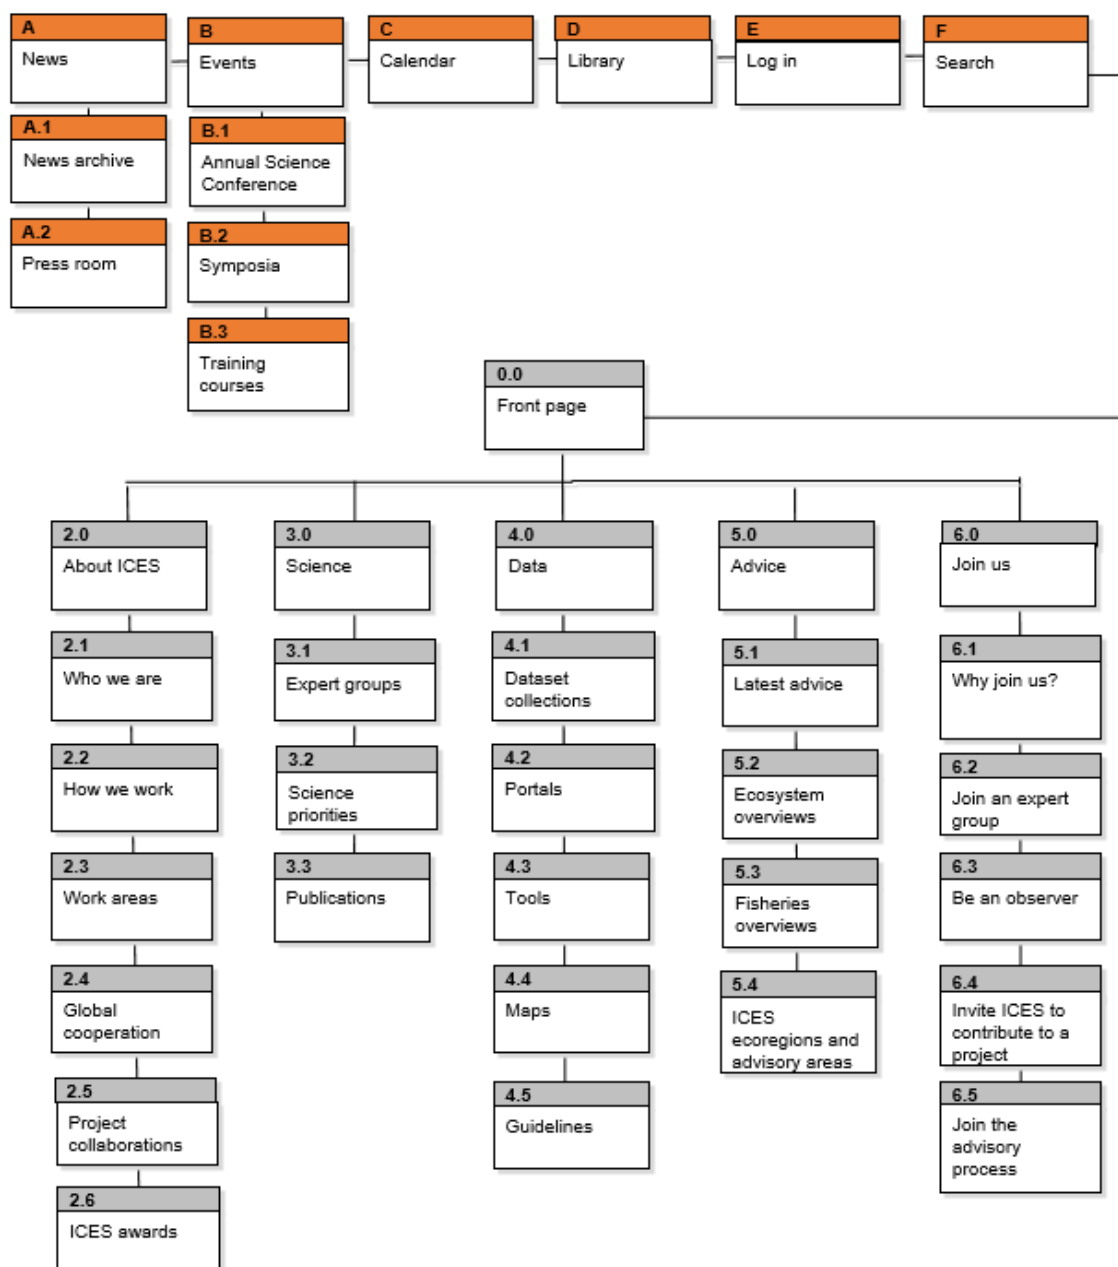 A
News
B
Events
C
Calendar
D
Library
E
Log in
F
Search
A.1
News archive
A.2
Press room
B.1
Annual Science
Conference
B.2
Symposia
B.3
Training
courses
0.0
Front page
2.0
About ICES
2.1
Who we are
2.2
How we work
2.3
Work areas
2.4
Global
cooperation
2.5
Project
collaborations
2.6
ICES awards
3.0
Science
3.1
Expert groups
3.2
Science
priorities
3.3
Publications
4.0
Data
4.1
Dataset
collections
4.2
Portals
4.3
Tools
4.4
Maps
4.5
Guidelines
5.0
Advice
5.1
Latest advice
5.2
Ecosystem
overviews
5.3
Fisheries
overviews
5.4
ICES
ecoregions and
advisory areas
6.0
Join us
6.1
Why join us?
6.2
Join an expert
group
6.3
Be an observer
6.4
Invite ICES to
contribute to a
project
6.5
Join the
advisory
process